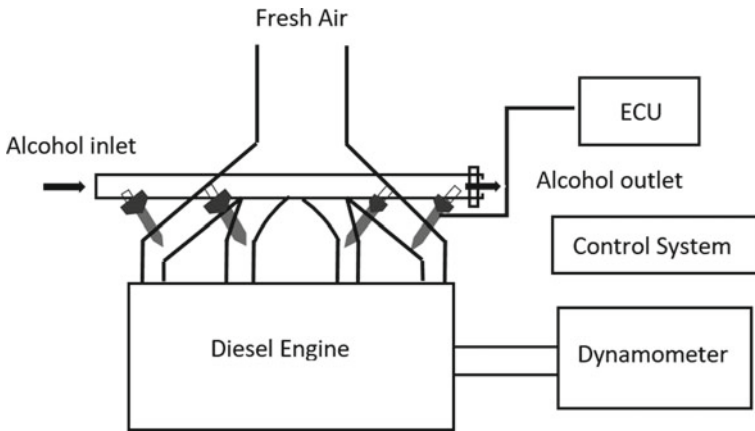 Fresh Air
ECU
Alcohol inlet
Alcohol outlet
Control System
Diesel Engine
Dynamometer